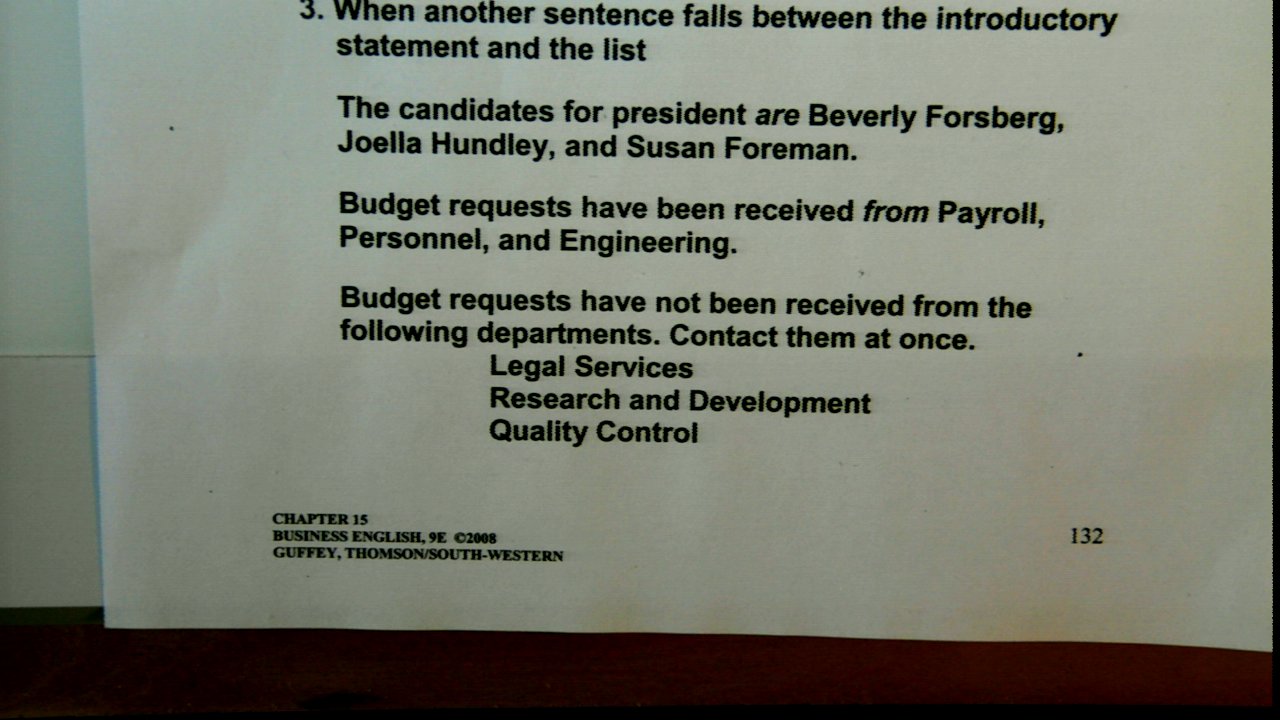 3. When another sentence falls between the introductory
statement and the list
The candidates for president are Beverly Forsberg,
Joella Hundley, and Susan Foreman.
Budget requests have been received from Payroll,
Personnel, and Engineering.
Budget requests have not been received from the
following departments. Contact them at once.
Legal Services
Research and Development
Quality Control
CHAPTER 15
BUSINESS ENGLISH, 9E ©2008
GUFFEY, THOMSON/SOUTH-WESTERN
132